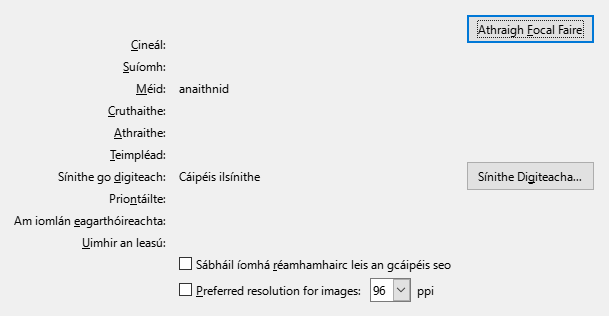 Athraigh Focal Faire
Cineál:
Suíomh:
Méid: anaithnid
Cruthaithe:
Athraithe:
Teimpléad:
Sínithe go digiteach: Cáipéis ilsínithe Sínithe Digiteacha...
Priontáilte:
Am iomlán eagarthóireachta:
Uimhir an leasú:
Sábháil íomhá réamhamhairc leis an gcáipéis seo
Preferred resolution for images: 96 ppi